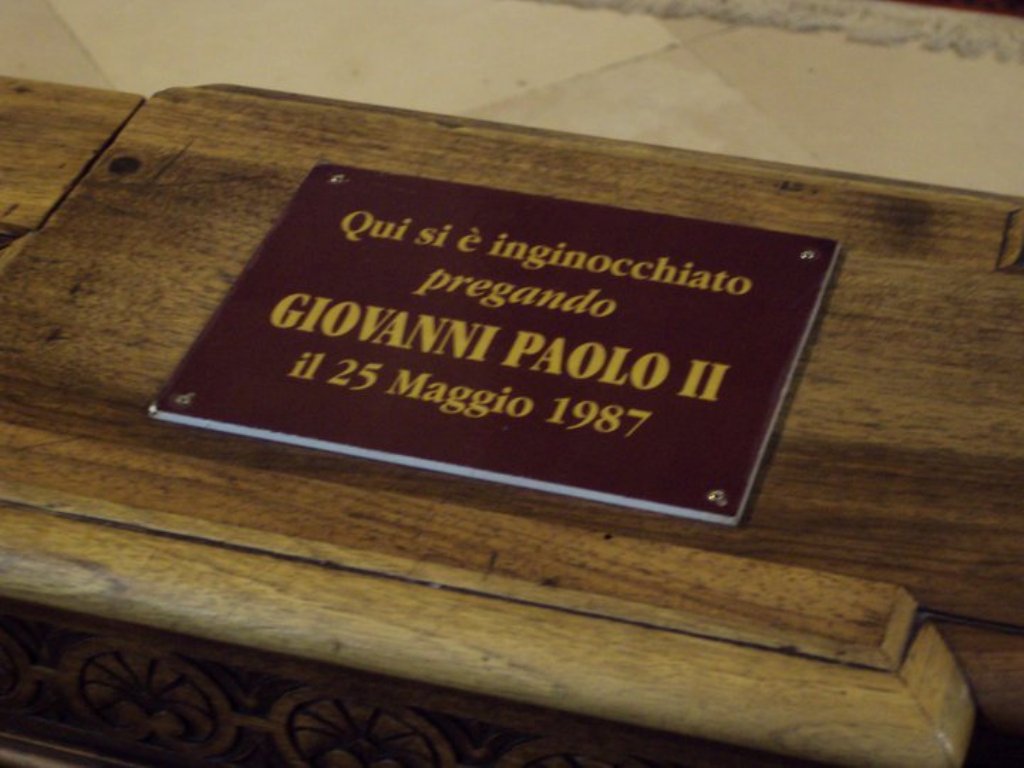 Qui si è inginocchiato
pregando
GIOVANNI PAOLO II
il 25 Maggio 1987